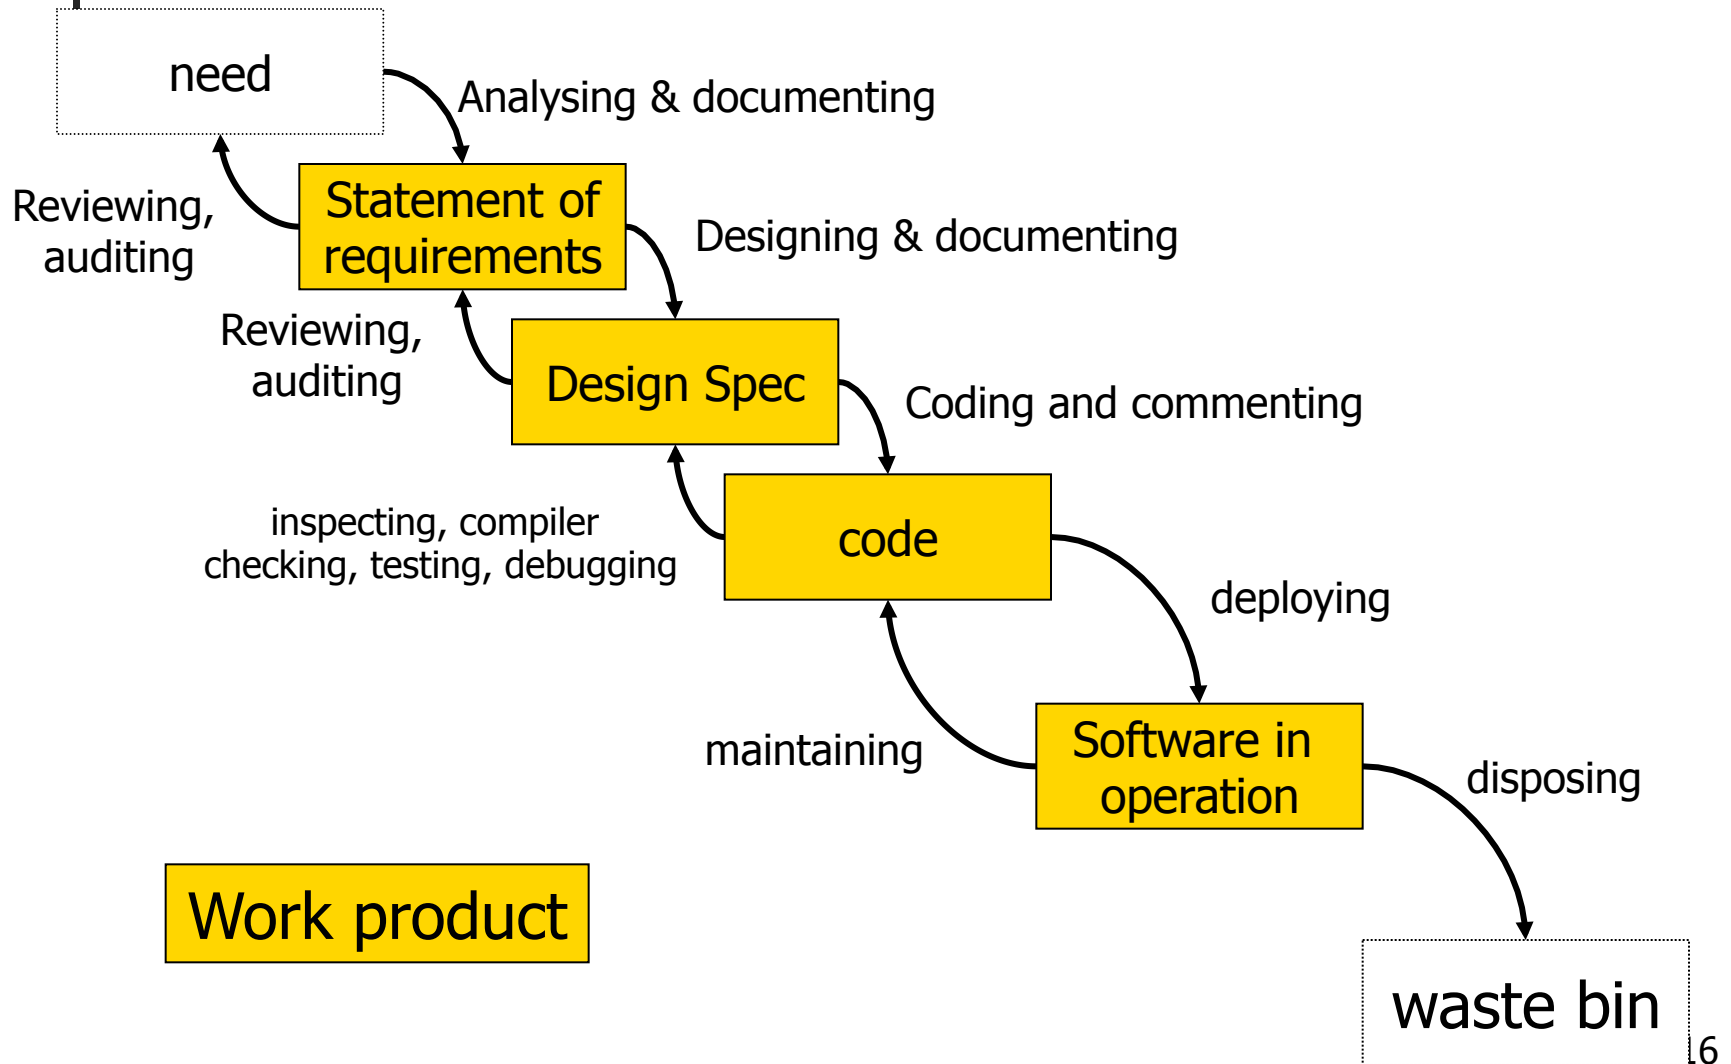 need
Analysing & documenting
Statement of
requirements
Reviewing,
auditing
Designing & documenting
Reviewing,
auditing
Design Spec
Coding and commenting
code
inspecting, compiler
checking, testing, debugging
deploying
maintaining
Software in
operation
disposing
Work product
waste bin